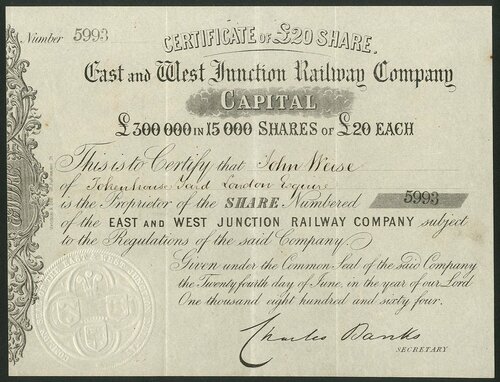 Number 5993
CERTIFICATE OF £20 SHARE.
East and West Junction Railway Company
CAPITAL
£300 000 IN 15 000 SHARES OF £20 EACH
This is to Certify that John Weise
of Tokenhouse Yard London Esquire
is the Proprietor of the SHARE Numbered 5993
of the EAST AND WEST JUNCTION RAILWAY COMPANY subject
to the Regulations of the said Company.
Given under the Common Seal of the said Company
the Twenty fourth day of June, in the year of our Lord
One thousand eight hundred and sixty four.
Charles Banks
SECRETARY